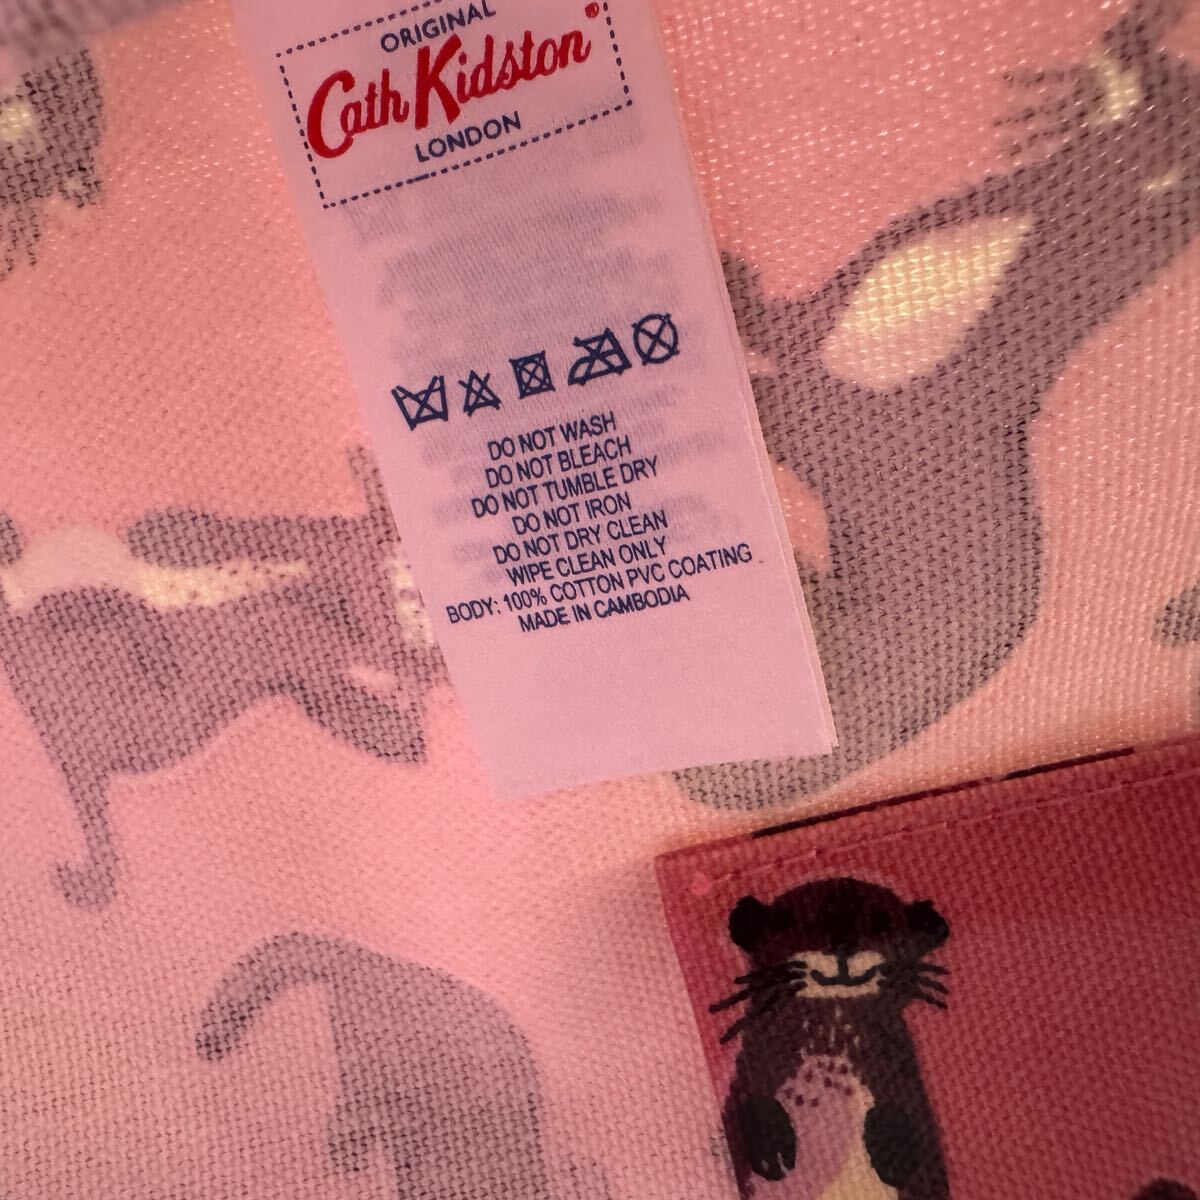 ORIGINAL
Cath Kidston
LONDON
DO NOT WASH
DO NOT BLEACH
DO NOT TUMBLE DRY
DO NOT IRON
DO NOT DRY CLEAN
WIPE CLEAN ONLY
BODY: 100% COTTON PVC COATING
MADE IN CAMBODIA